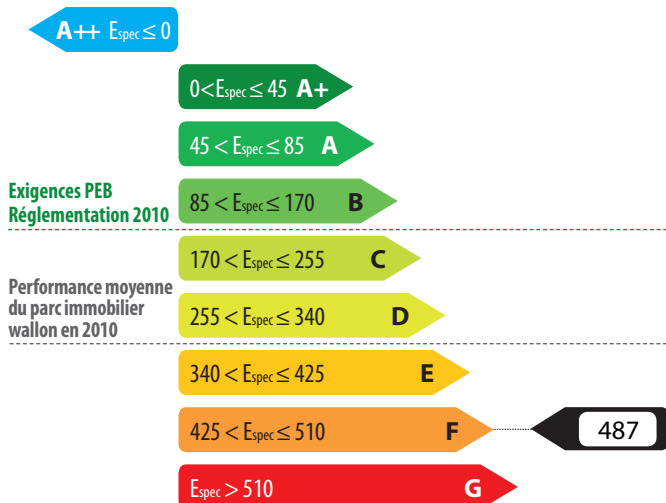 A++ Espec ≤ 0
0 < Espec ≤ 45 A+
45 < Espec ≤ 85 A
Exigences PEB
Réglementation 2010
85 < Espec ≤ 170 B
170 < Espec ≤ 255 C
Performance moyenne
du parc immobilier
wallon en 2010
255 < Espec ≤ 340 D
340 < Espec ≤ 425 E
425 < Espec ≤ 510 F 487
Espec > 510 G